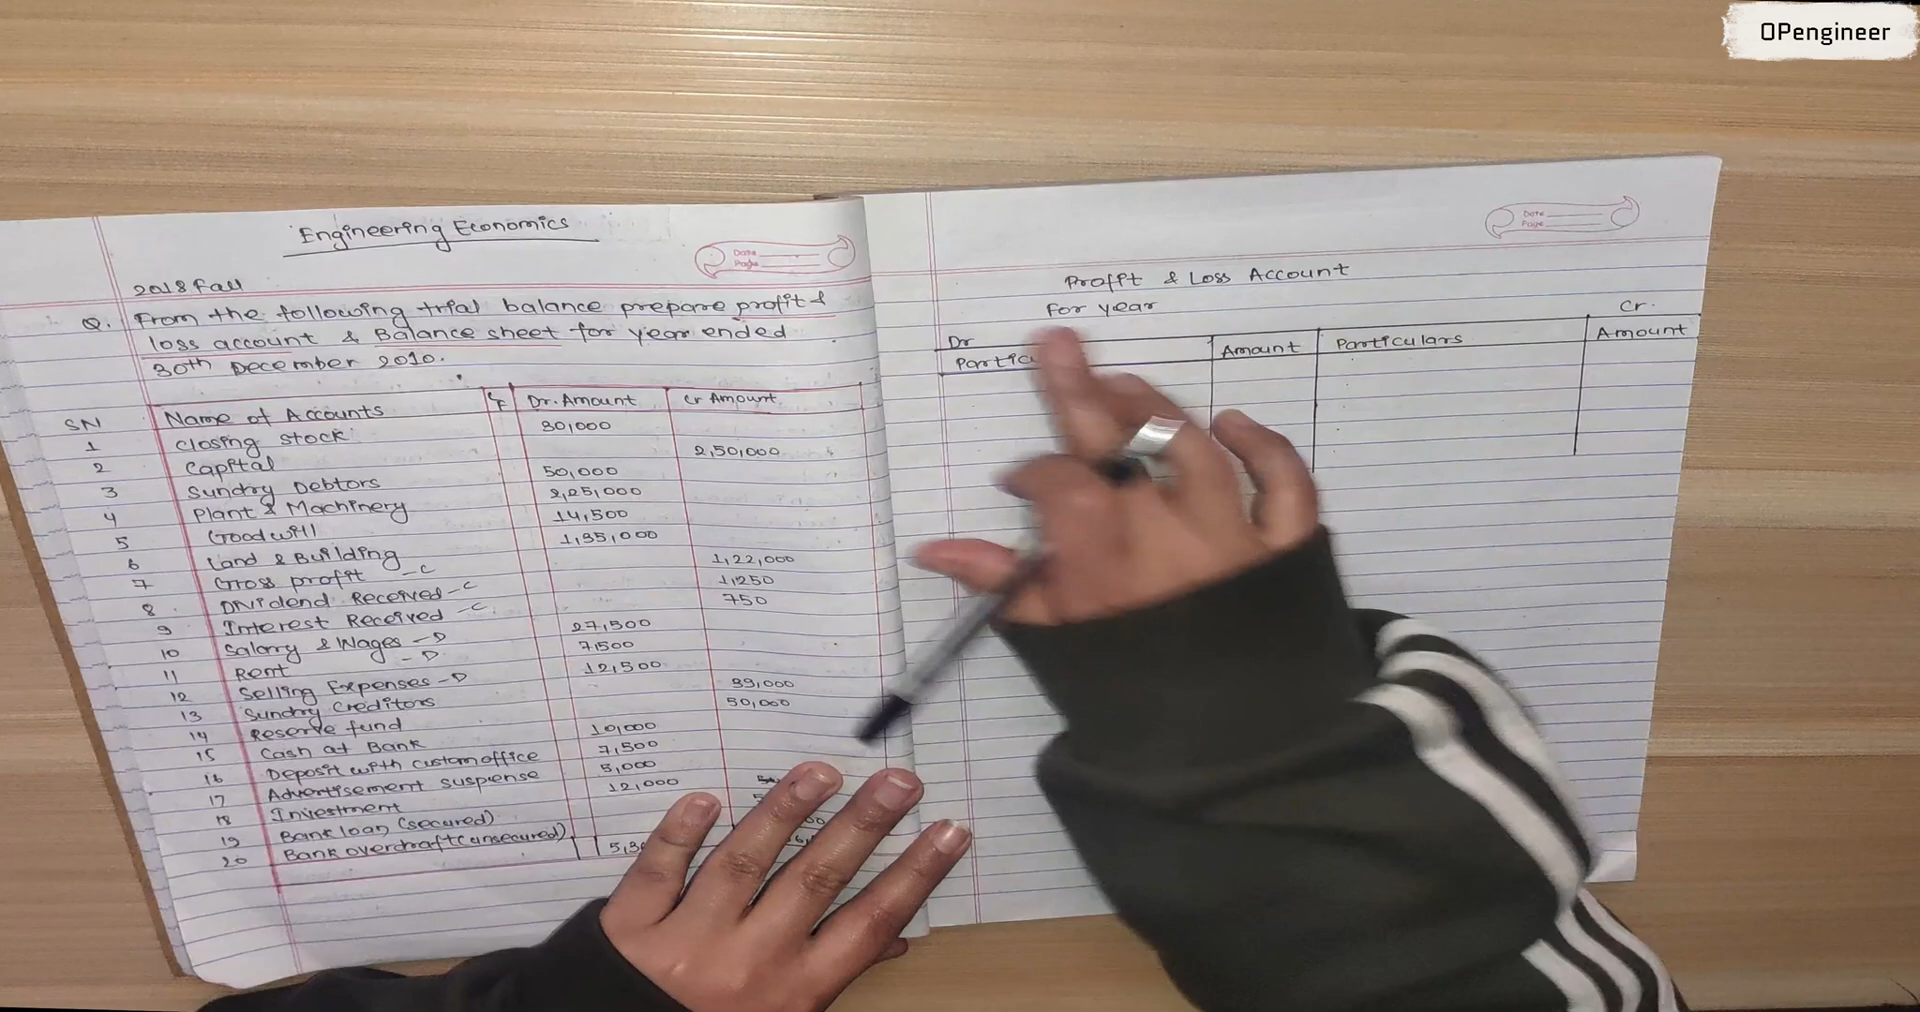 OPengineer
Engineering Economics
Date
Page
2018 Fall
Q. From the following trial balance prepare profit &
loss account & Balance sheet for year ended
30th December 2010.
SN Name of Accounts LF Dr. Amount Cr Amount
1 Closing stock 30,000
2 Capital 2,50,000
3 Sundry Debtors 50,000
4 Plant & Machinery 2,25,000
5 Goodwill 14,500
6 Land & Building 1,35,000
7 Gross profit -C 1,22,000
8 Dividend Received -C 1,250
9 Interest Received -C 750
10 Salary & Wages -D 27,500
11 Rent -D 7,500
12 Selling Expenses -D 12,500
13 Sundry Creditors 39,000
14 Reserve fund 50,000
15 Cash at Bank 10,000
16 Deposit with custom office 7,500
17 Advertisement suspense 5,000
18 Investment 12,000
19 Bank loan (secured)
20 Bank overdraft (unsecured)
Date
Page
Profit & Loss Account
For year
Dr Cr.
Amount Particulars Amount